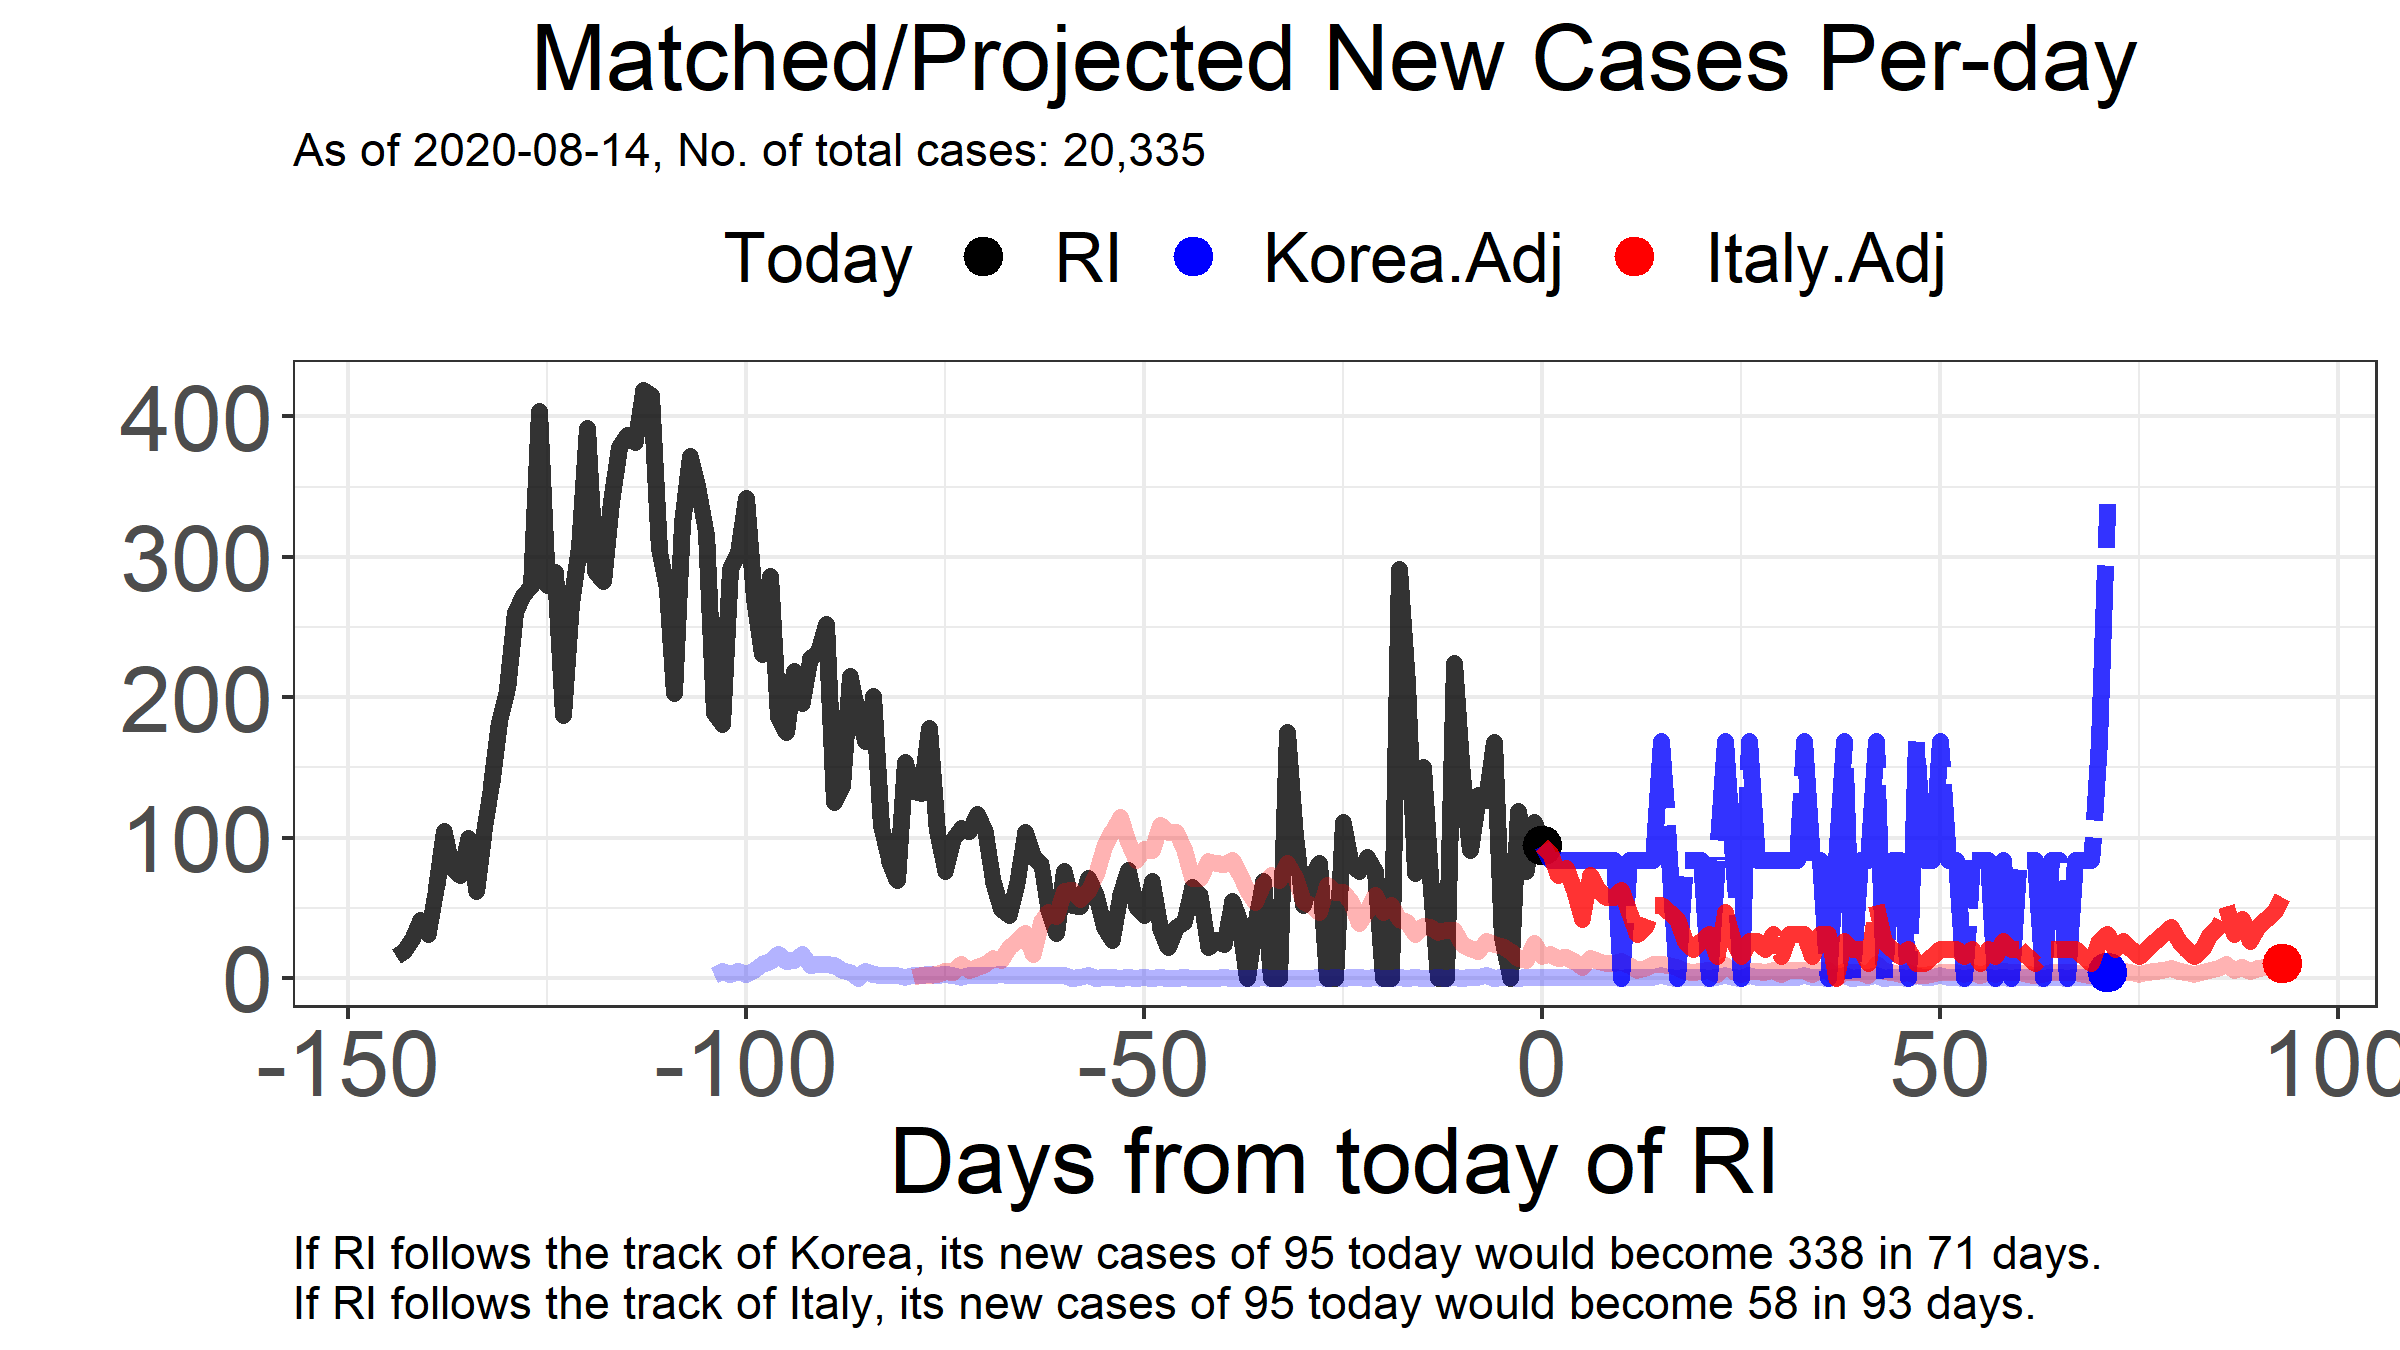 Matched/Projected New Cases Per-day
As of 2020-08-14, No. of total cases: 20,335
Today RI Korea.Adj Italy.Adj
400
300
200
100
0
-150 -100 -50 0 50 100
Days from today of RI
If RI follows the track of Korea, its new cases of 95 today would become 338 in 71 days.
If RI follows the track of Italy, its new cases of 95 today would become 58 in 93 days.